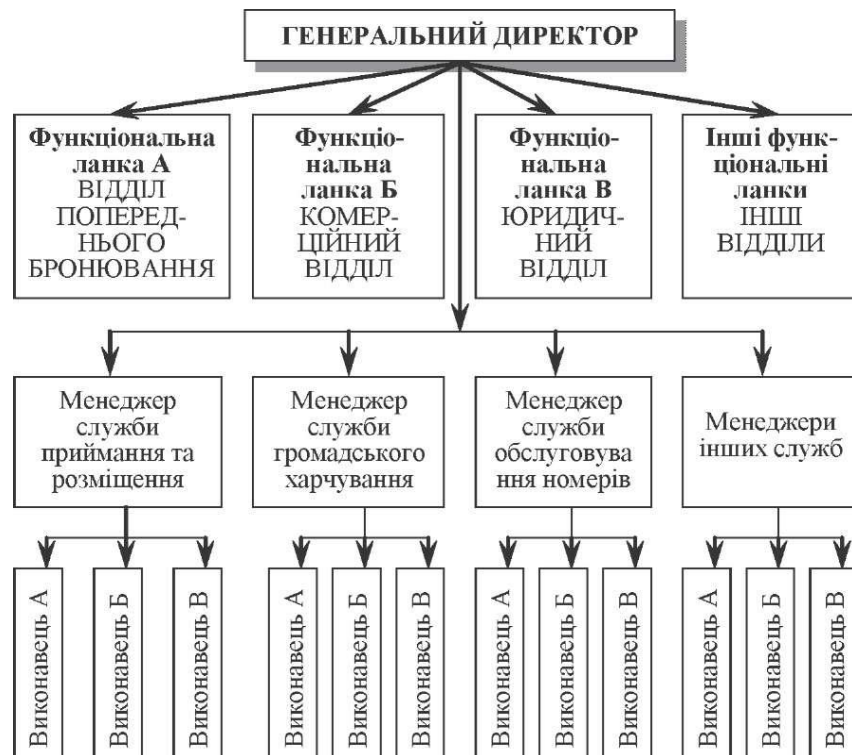 ГЕНЕРАЛЬНИЙ ДИРЕКТОР
Функціональна
ланка А
ВІДДІЛ
ПОПЕРЕД-
НЬОГО
БРОНЮВАННЯ
Функціо-
нальна
ланка Б
КОМЕР-
ЦІЙНИЙ
ВІДДІЛ
Функціо-
нальна
ланка В
ЮРИДИЧ-
НИЙ
ВІДДІЛ
Інші функ-
ціональні
ланки
ІНШІ
ВІДДІЛИ
Менеджер
служби
приймання та
розміщення
Менеджер
служби
громадського
харчування
Менеджер
служби
обслуговува
ння номерів
Менеджери
інших служб
Виконавець А
Виконавець Б
Виконавець В
Виконавець А
Виконавець Б
Виконавець В
Виконавець А
Виконавець Б
Виконавець В
Виконавець А
Виконавець Б
Виконавець В